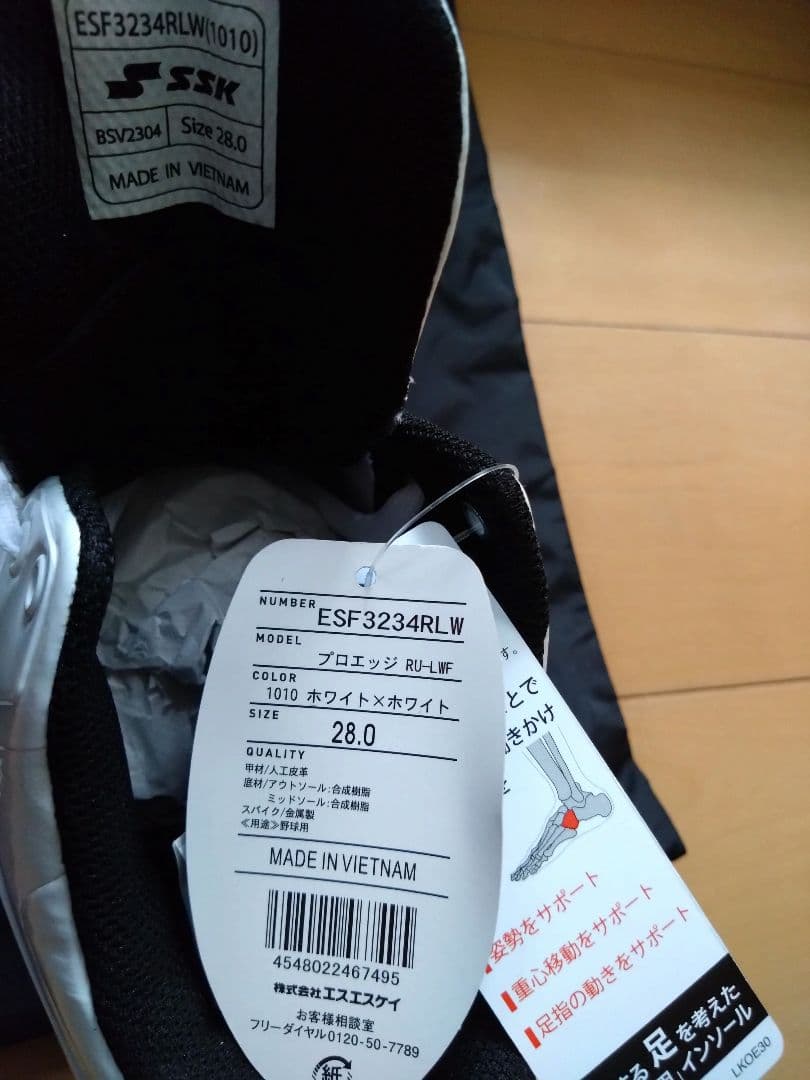 ESF3234RLW(1010)
SSK
BSV2304 Size 28.0
MADE IN VIETNAM
NUMBER ESF3234RLW
MODEL
プロエッジ RU-LWF
COLOR
1010 ホワイト×ホワイト
SIZE
28.0
QUALITY
甲材/人工皮革
底材/アウトソール:合成樹脂
ミッドソール:合成樹脂
スパイク/金属製
≪用途≫野球用
MADE IN VIETNAM
4548022467495
株式会社エスエスケイ
お客様相談室
フリーダイヤル0120-50-7789
紙
す。
とで
きかけ
姿勢をサポート
重心移動をサポート
足指の動きをサポート
する足を考えた
インソール
LKOE30